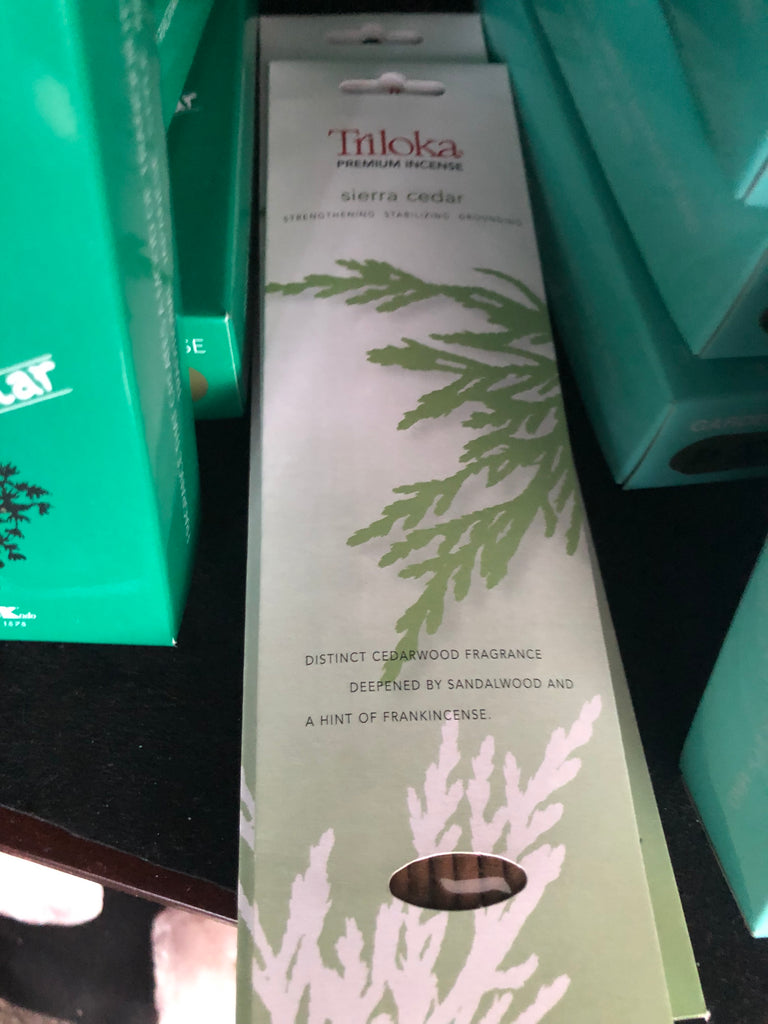 Triloka
PREMIUM INCENSE
sierra cedar
STRENGTHENING STABILIZING GROUNDING
DISTINCT CEDARWOOD FRAGRANCE
DEEPENED BY SANDALWOOD AND
A HINT OF FRANKINCENSE.